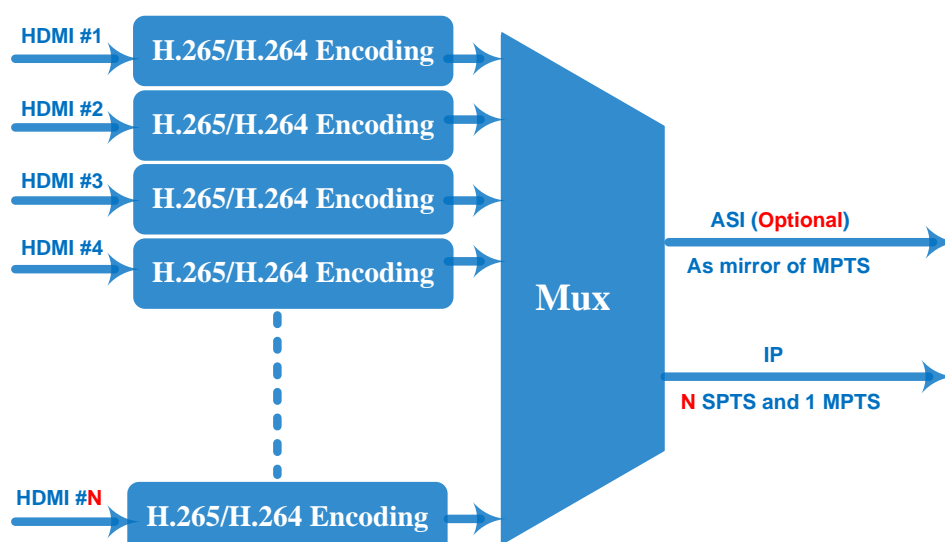 HDMI #1
H.265/H.264 Encoding
HDMI #2
H.265/H.264 Encoding
HDMI #3
H.265/H.264 Encoding
HDMI #4
H.265/H.264 Encoding
HDMI #N
H.265/H.264 Encoding
Mux
ASI (Optional)
As mirror of MPTS
IP
N SPTS and 1 MPTS